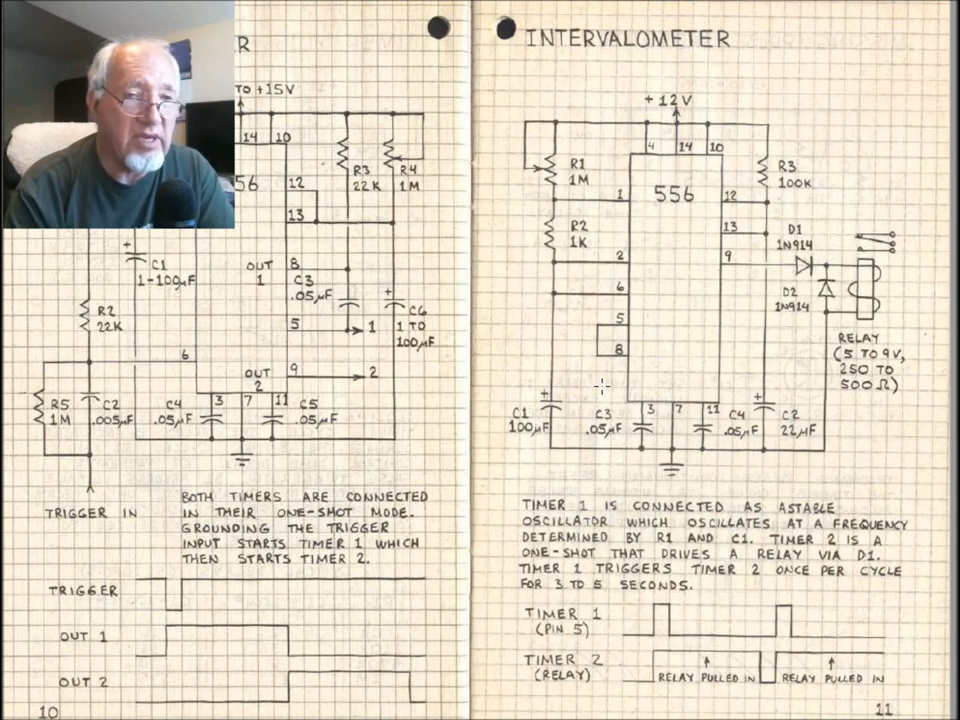 R
TO +15V
14
10
56
12
13
R3
22K
R4
1M
+
C1
1-100µF
OUT
1
8
C3
.05µF
+
C6
1 TO
100µF
R2
22K
5
1
6
OUT
2
9
2
R5
1M
C2
.005µF
C4
.05µF
3
7
11
C5
.05µF
TRIGGER IN
BOTH TIMERS ARE CONNECTED
IN THEIR ONE-SHOT MODE.
GROUNDING THE TRIGGER
INPUT STARTS TIMER 1 WHICH
THEN STARTS TIMER 2.
TRIGGER
OUT 1
OUT 2
10
INTERVALOMETER
+12V
4
14
10
R1
1M
556
R3
100K
1
12
R2
1K
13
D1
1N914
2
9
6
D2
1N914
5
8
RELAY
(5 TO 9V,
250 TO
500Ω)
+
C1
100µF
C3
.05µF
3
7
11
C4
.05µF
+
C2
22µF
TIMER 1 IS CONNECTED AS ASTABLE
OSCILLATOR WHICH OSCILLATES AT A FREQUENCY
DETERMINED BY R1 AND C1. TIMER 2 IS A
ONE-SHOT THAT DRIVES A RELAY VIA D1.
TIMER 1 TRIGGERS TIMER 2 ONCE PER CYCLE
FOR 3 TO 5 SECONDS.
TIMER 1
(PIN 5)
TIMER 2
(RELAY)
RELAY PULLED IN
RELAY PULLED IN
11